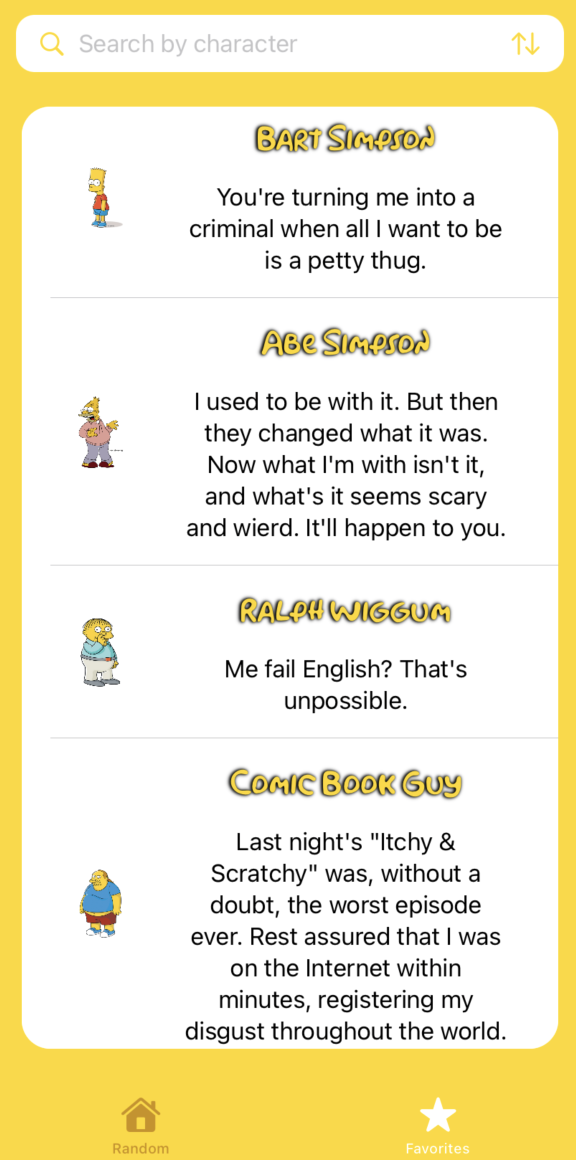 Search by character
Bart Simpson
You're turning me into a
criminal when all I want to be
is a petty thug.
Abe Simpson
I used to be with it. But then
they changed what it was.
Now what I'm with isn't it,
and what's it seems scary
and wierd. It'll happen to you.
Ralph Wiggum
Me fail English? That's
unpossible.
Comic Book Guy
Last night's "Itchy &
Scratchy" was, without a
doubt, the worst episode
ever. Rest assured that I was
on the Internet within
minutes, registering my
disgust throughout the world.
Random
Favorites